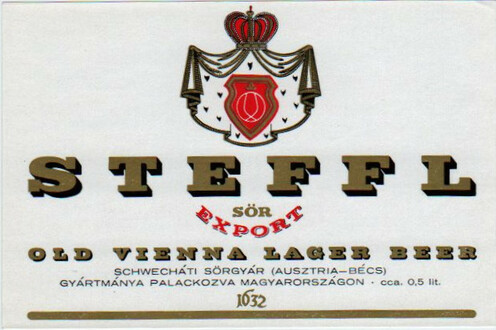 STEFFL
SÖR
EXPORT
OLD VIENNA LAGER BEER
SCHWECHÁTI SÖRGYÁR (AUSZTRIA—BÉCS)
GYÁRTMÁNYA PALACKOZVA MAGYARORSZÁGON · cca. 0,5 lit.
1632